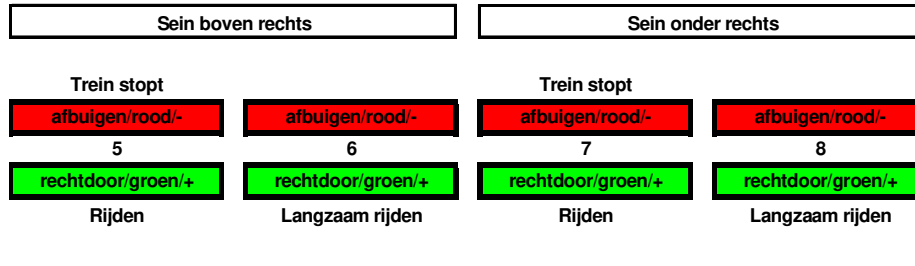 Sein boven rechts Sein onder rechts
Trein stopt Trein stopt
afbuigen/rood/- afbuigen/rood/- afbuigen/rood/- afbuigen/rood/-
5 6 7 8
rechtdoor/groen/+ rechtdoor/groen/+ rechtdoor/groen/+ rechtdoor/groen/+
Rijden Langzaam rijden Rijden Langzaam rijden